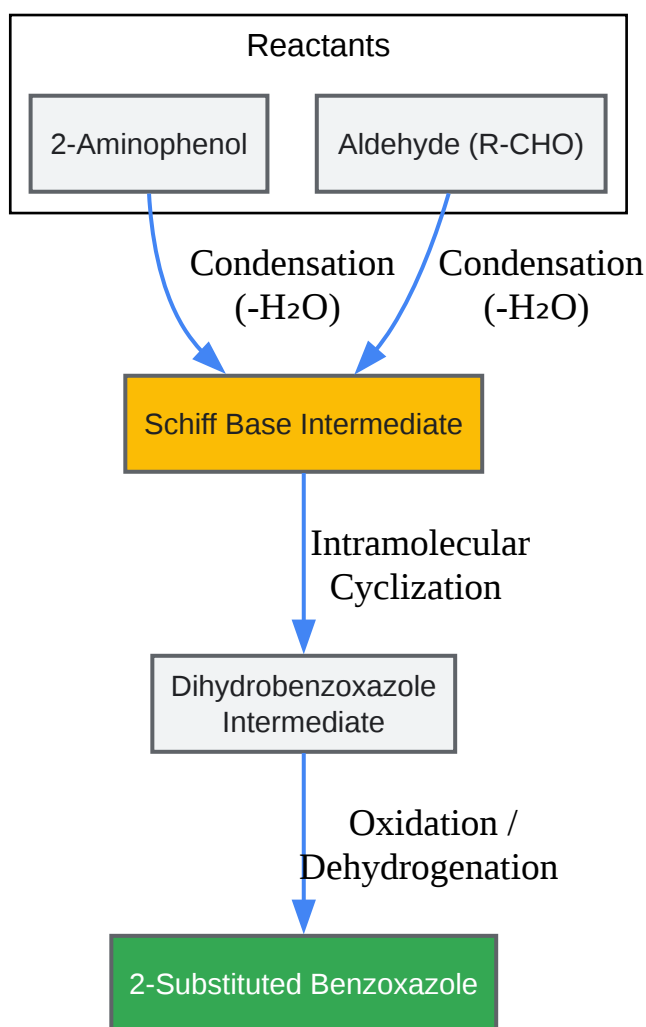 Reactants
2-Aminophenol
Aldehyde (R-CHO)
Condensation
(-H₂O)
Condensation
(-H₂O)
Schiff Base Intermediate
Intramolecular
Cyclization
Dihydrobenzoxazole
Intermediate
Oxidation /
Dehydrogenation
2-Substituted Benzoxazole